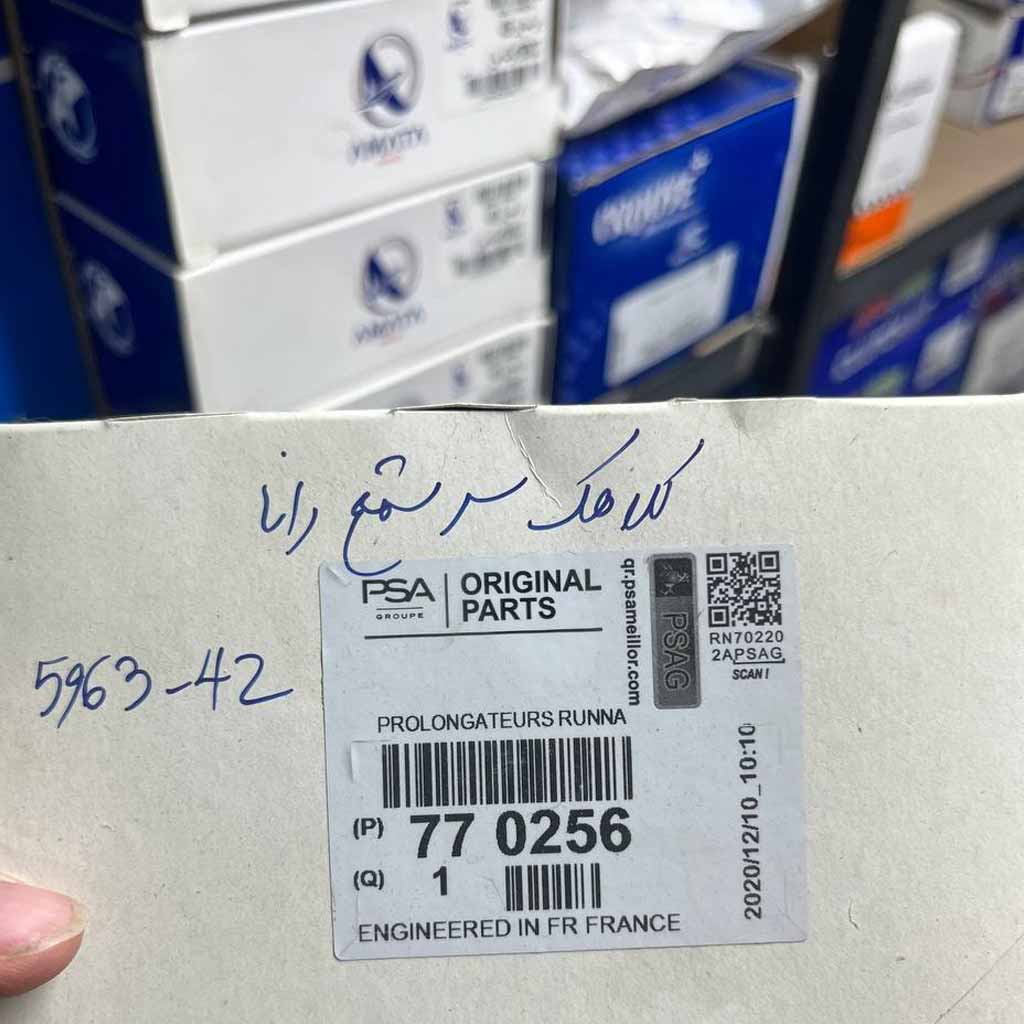 کلاهک سر شمع رانا
5963-42
PSA
GROUPE
ORIGINAL
PARTS
qr.psameillor.com
PSAG
RN70220
2APSAG
SCAN !
PROLONGATEURS RUNNA
(P) 77 0256
(Q) 1
2020/12/10_10:10
ENGINEERED IN FR FRANCE